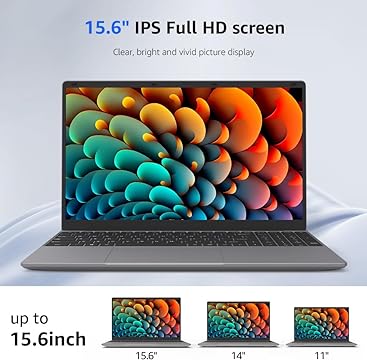 15.6" IPS Full HD screen
Clear, bright and vivid picture display
up to
15.6inch
15.6" 14" 11"